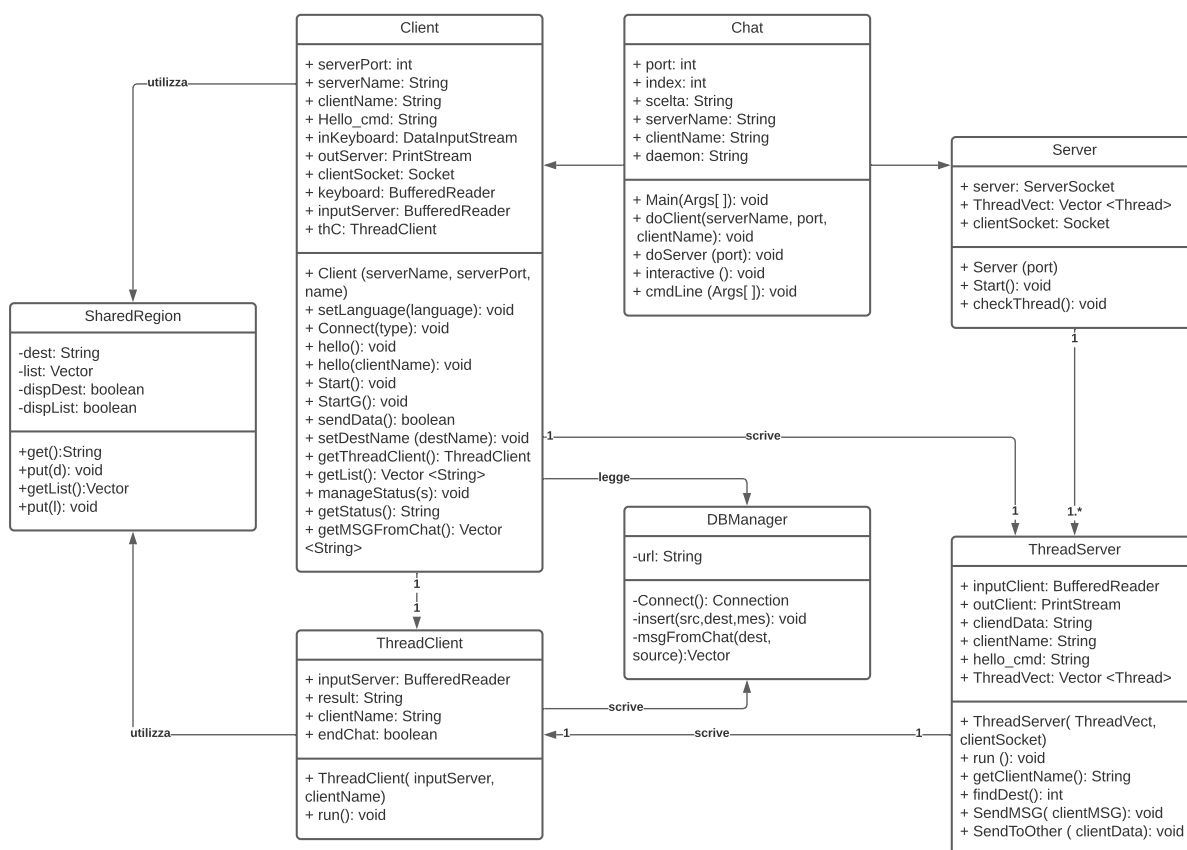 Client
+ serverPort: int
+ serverName: String
+ clientName: String
+ Hello_cmd: String
+ inKeyboard: DataInputStream
+ outServer: PrintStream
+ clientSocket: Socket
+ keyboard: BufferedReader
+ inputServer: BufferedReader
+ thC: ThreadClient
+ Client (serverName, serverPort,
name)
+ setLanguage(language): void
+ Connect(type): void
+ hello(): void
+ hello(clientName): void
+ Start(): void
+ StartG(): void
+ sendData(): boolean
+ setDestName (destName): void
+ getThreadClient(): ThreadClient
+ getList(): Vector <String>
+ manageStatus(s): void
+ getStatus(): String
+ getMSGFromChat(): Vector
<String>
Chat
+ port: int
+ index: int
+ scelta: String
+ serverName: String
+ clientName: String
+ daemon: String
+ Main(Args[ ]): void
+ doClient(serverName, port,
clientName): void
+ doServer (port): void
+ interactive (): void
+ cmdLine (Args[ ]): void
Server
+ server: ServerSocket
+ ThreadVect: Vector <Thread>
+ clientSocket: Socket
+ Server (port)
+ Start(): void
+ checkThread(): void
utilizza
SharedRegion
-dest: String
-list: Vector
-dispDest: boolean
-dispList: boolean
+get():String
+put(d): void
+getList():Vector
+put(l): void
1
1
scrive
1
1.*
legge
DBManager
-url: String
-Connect(): Connection
-insert(src,dest,mes): void
-msgFromChat(dest,
source):Vector
1
1
ThreadClient
+ inputServer: BufferedReader
+ result: String
+ clientName: String
+ endChat: boolean
+ ThreadClient( inputServer,
clientName)
+ run(): void
scrive
utilizza
1
scrive
1
ThreadServer
+ inputClient: BufferedReader
+ outClient: PrintStream
+ cliendData: String
+ clientName: String
+ hello_cmd: String
+ ThreadVect: Vector <Thread>
+ ThreadServer( ThreadVect,
clientSocket)
+ run (): void
+ getClientName(): String
+ findDest(): int
+ SendMSG( clientMSG): void
+ SendToOther ( clientData): void